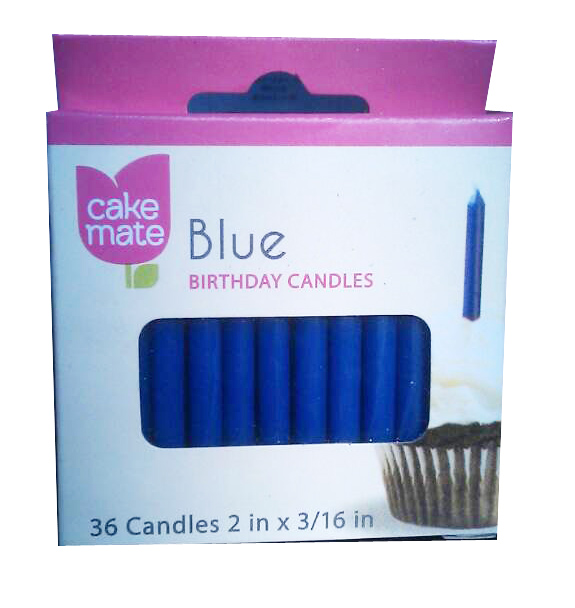 cake
mate
Blue
BIRTHDAY CANDLES
36 Candles 2 in x 3/16 in